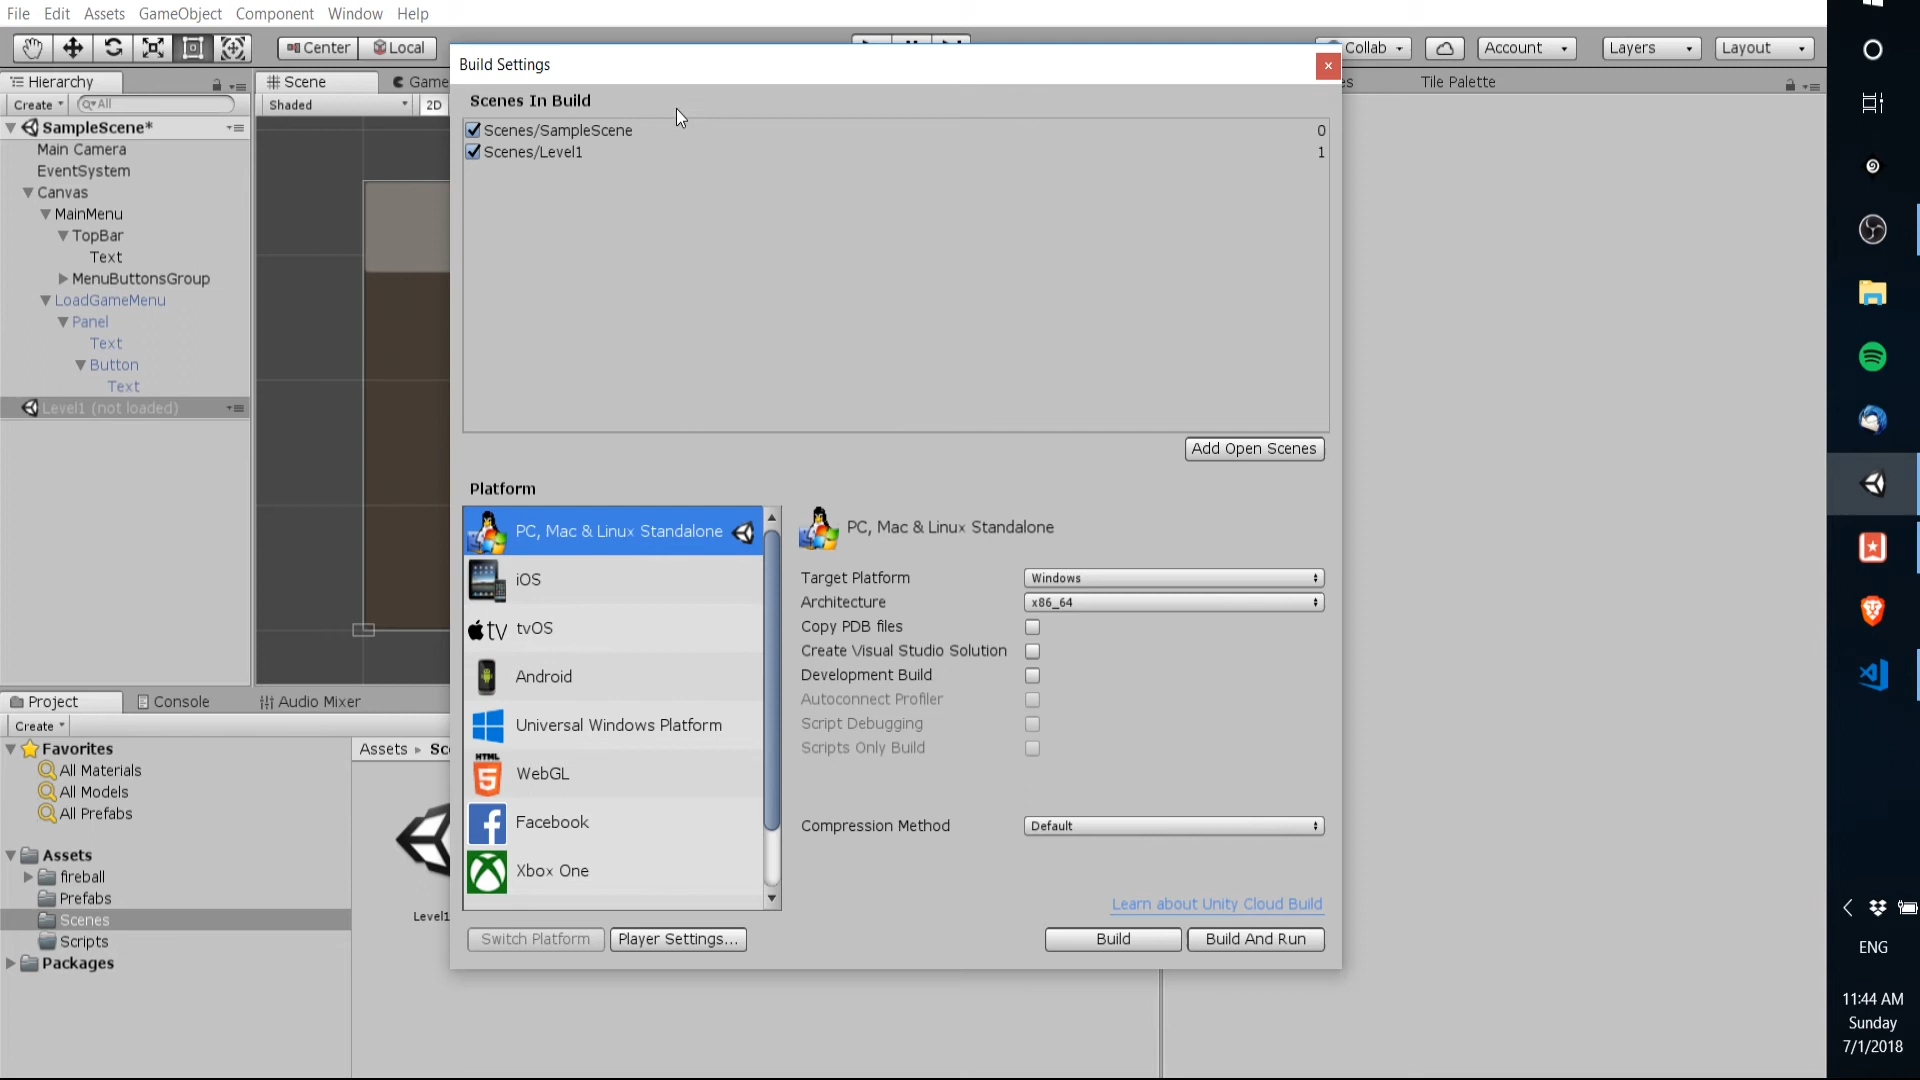 File Edit Assets GameObject Component Window Help
Center Local Collab Account Layers Layout
Hierarchy
Scene Game
Tile Palette
Create All
Shaded 2D
SampleScene*
Main Camera
EventSystem
Canvas
MainMenu
TopBar
Text
MenuButtonsGroup
LoadGameMenu
Panel
Text
Button
Text
Level1 (not loaded)
Build Settings
Scenes In Build
Scenes/SampleScene 0
Scenes/Level1 1
Add Open Scenes
Platform
PC, Mac & Linux Standalone
iOS
tv tvOS
Android
Universal Windows Platform
HTML 5 WebGL
Facebook
Xbox One
PC, Mac & Linux Standalone
Target Platform Windows
Architecture x86_64
Copy PDB files
Create Visual Studio Solution
Development Build
Autoconnect Profiler
Script Debugging
Scripts Only Build
Compression Method Default
Learn about Unity Cloud Build
Switch Platform Player Settings... Build Build And Run
Project Console Audio Mixer
Create
Favorites
All Materials
All Models
All Prefabs
Assets
fireball
Prefabs
Scenes
Scripts
Packages
Assets
Level1
ENG
11:44 AM
Sunday
7/1/2018